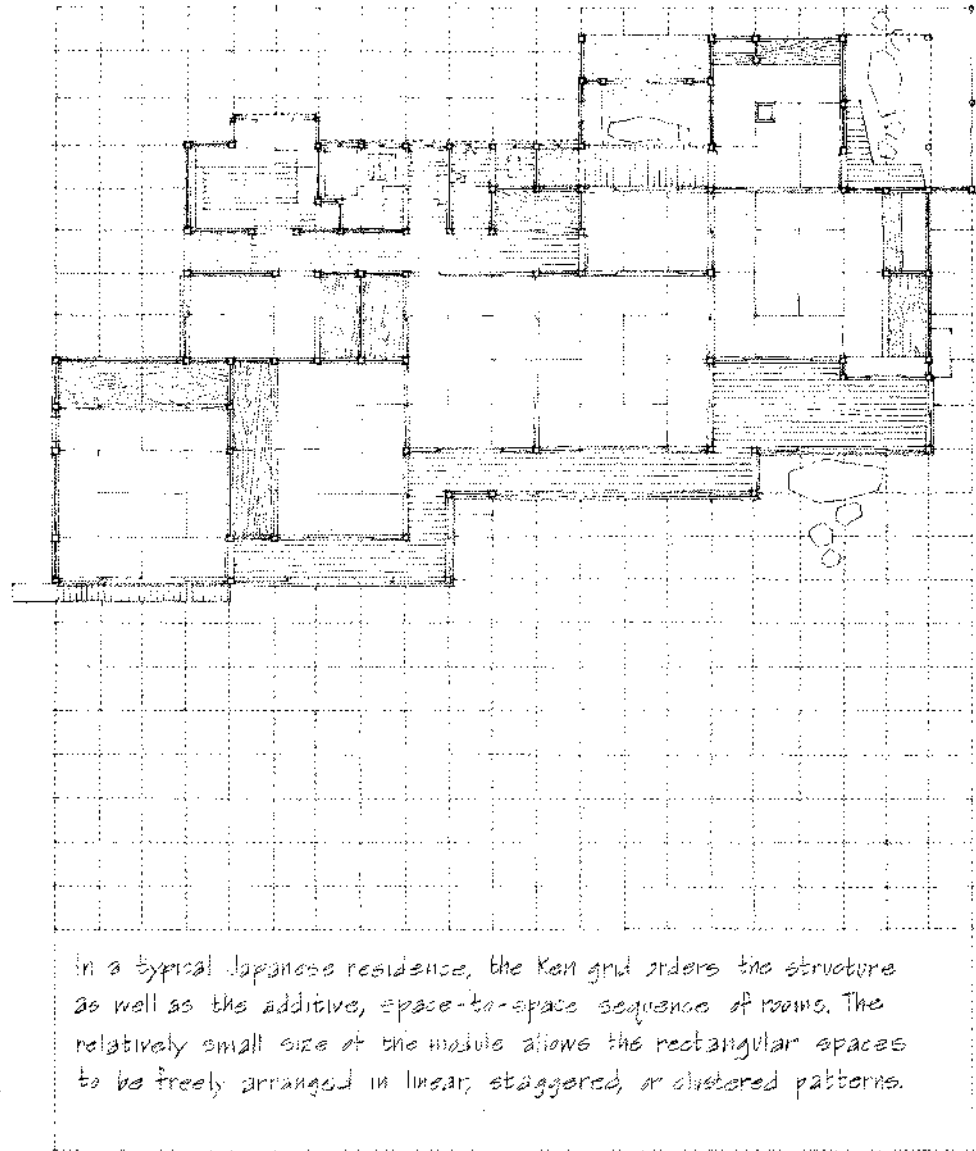 In a typical Japanese residence, the Ken grid orders the structure
as well as the additive, space-to-space sequence of rooms. The
relatively small size of the module allows the rectangular spaces
to be freely arranged in linear, staggered, or clustered patterns.